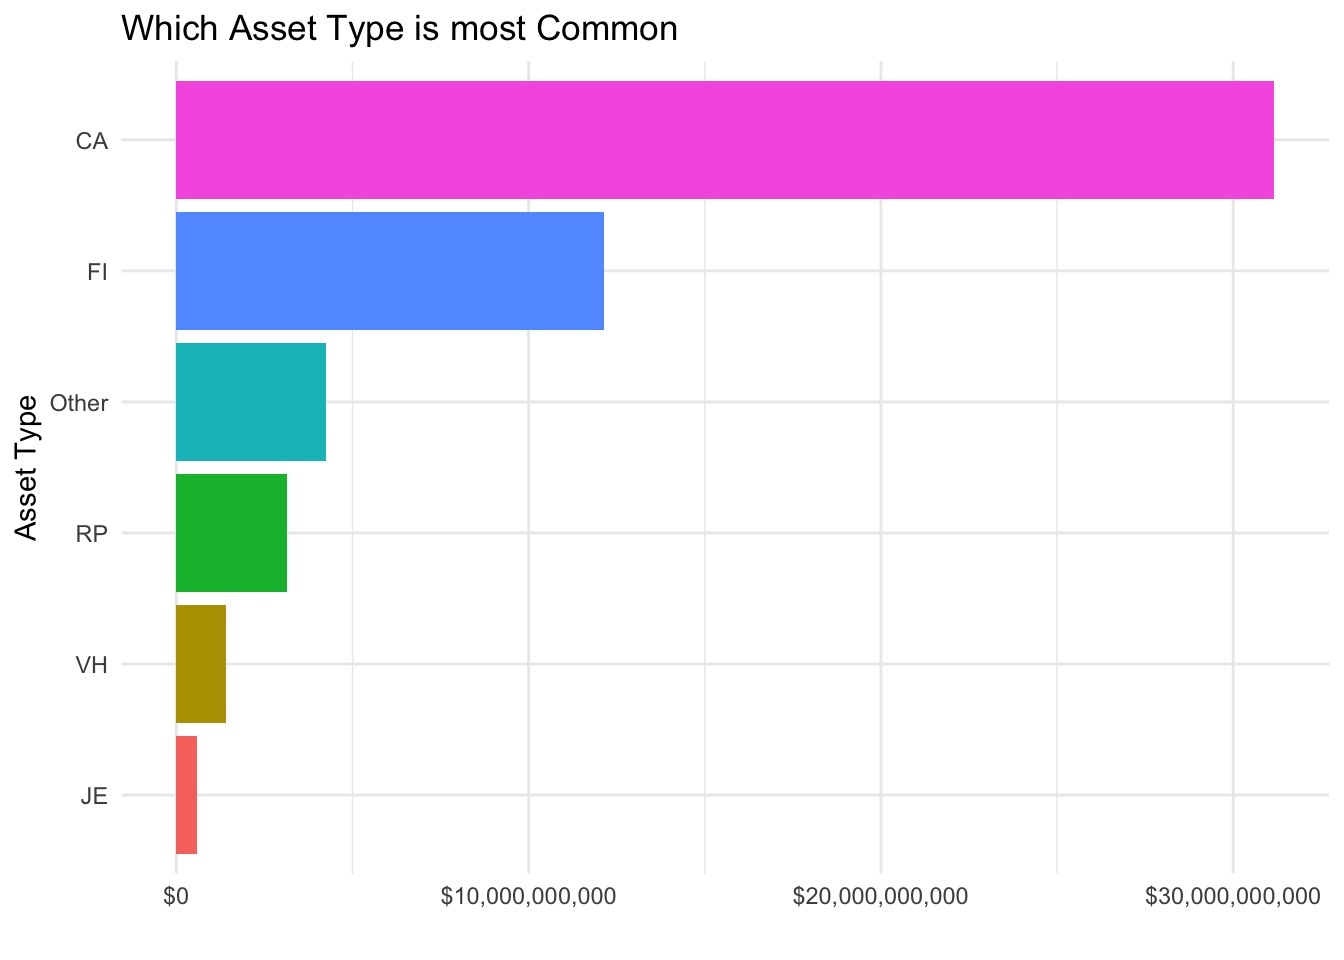 Which Asset Type is most Common
CA
FI
Other
RP
VH
JE
Asset Type
$0
$10,000,000,000
$20,000,000,000
$30,000,000,000